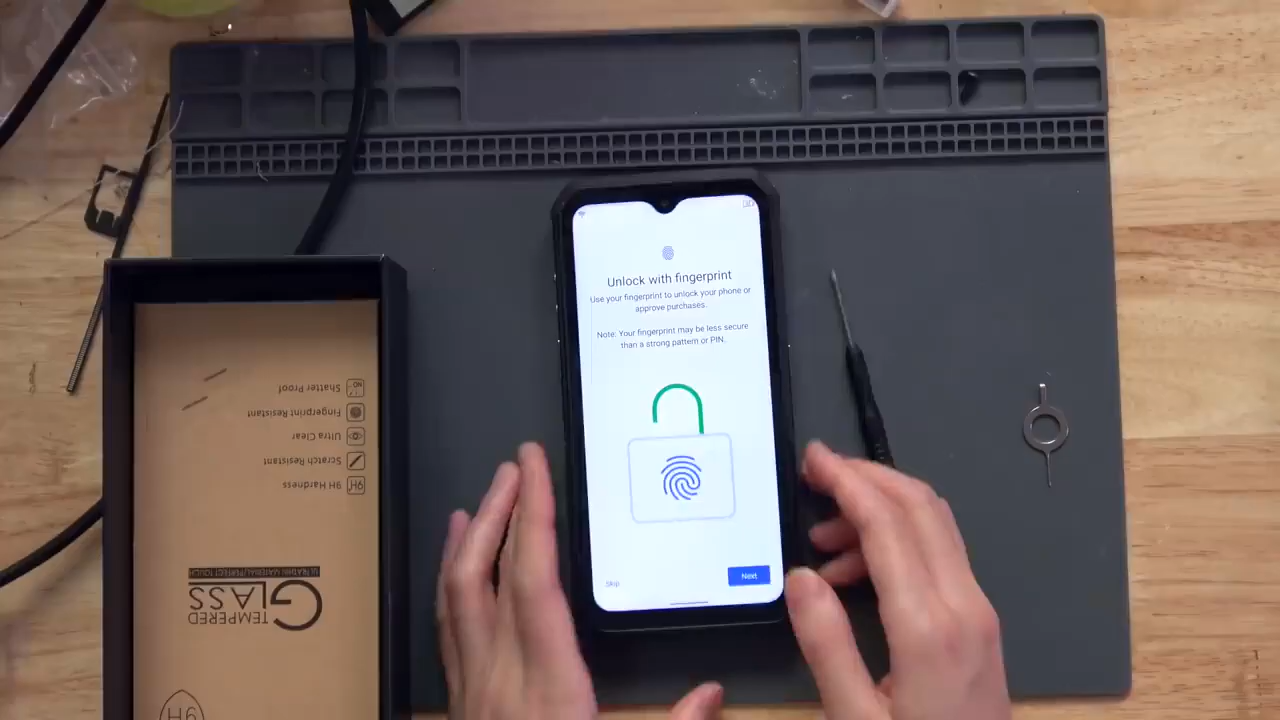 Unlock with fingerprint
Use your fingerprint to unlock your phone or
approve purchases.
Note: Your fingerprint may be less secure
than a strong pattern or PIN.
Skip
Next
9H
TEMPERED
GLASS
9H Hardness
9H
Scratch Resistant
Ultra Clear
Fingerprint Resistant
Shatter Proof